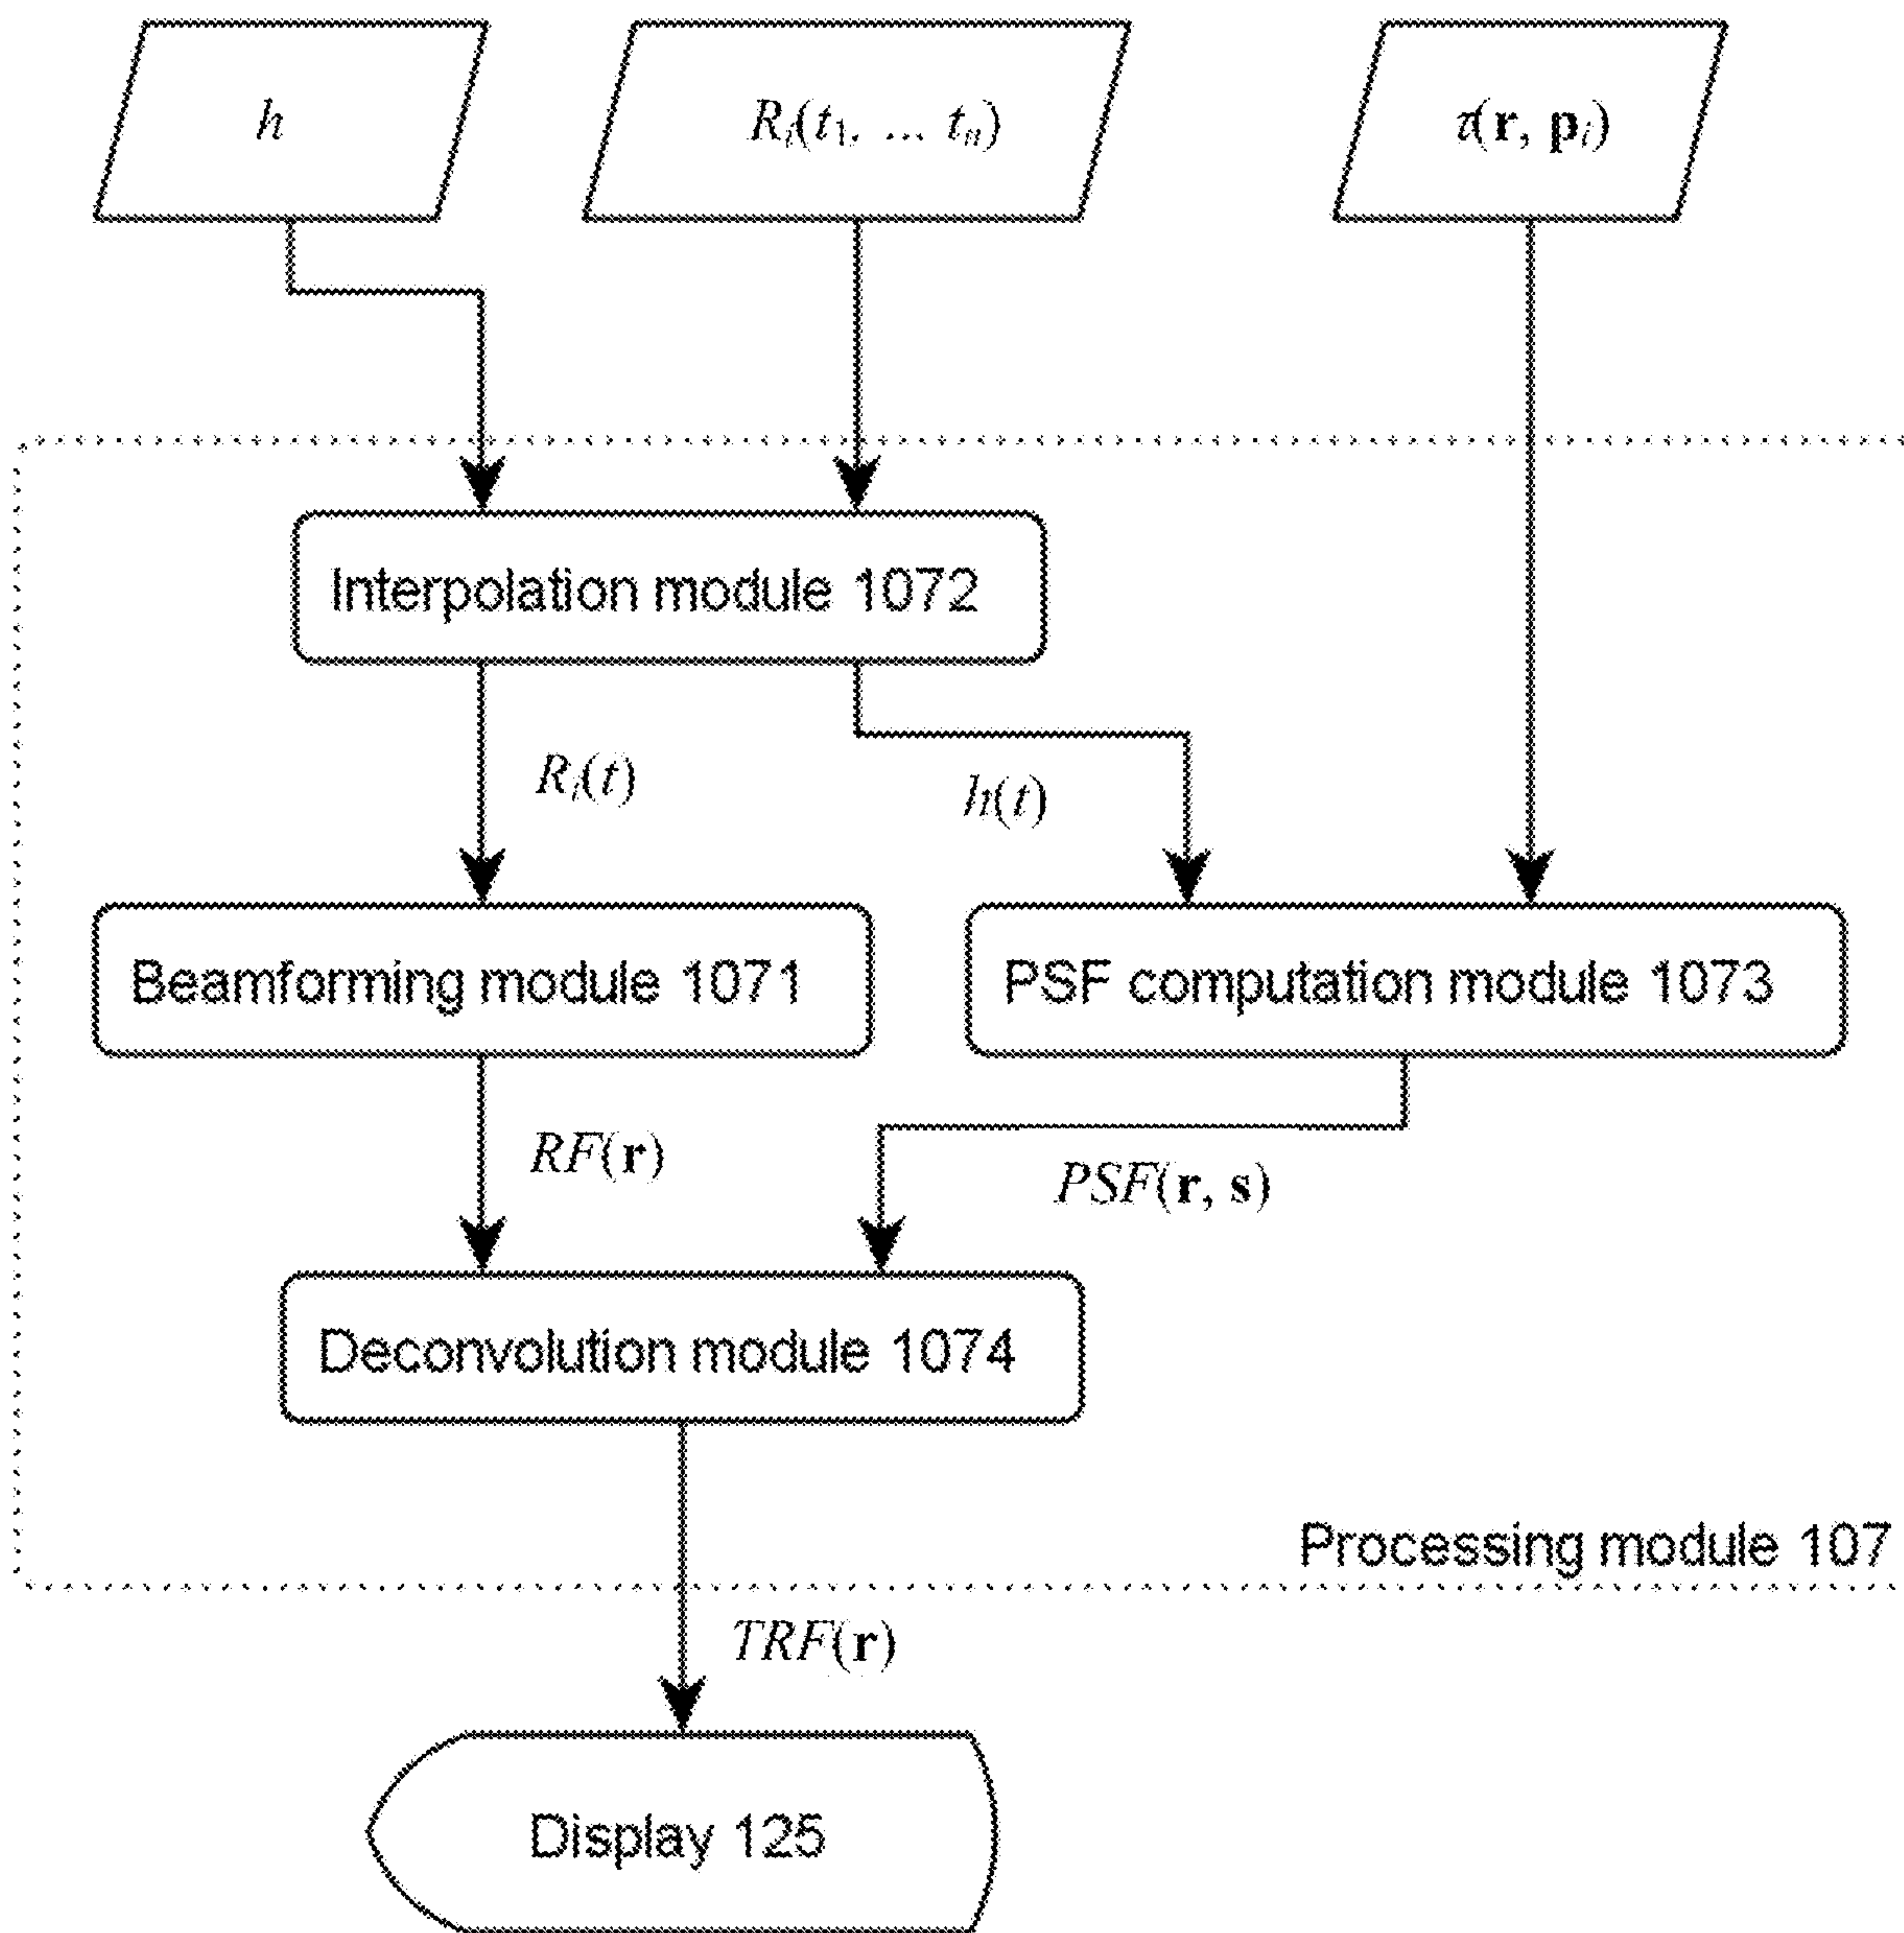 h
Rᵢ(t₁, ... tₙ)
τ(r, pᵢ)
Interpolation module 1072
Rᵢ(t)
h(t)
Beamforming module 1071
PSF computation module 1073
RF(r)
PSF(r, s)
Deconvolution module 1074
Processing module 107
TRF(r)
Display 125